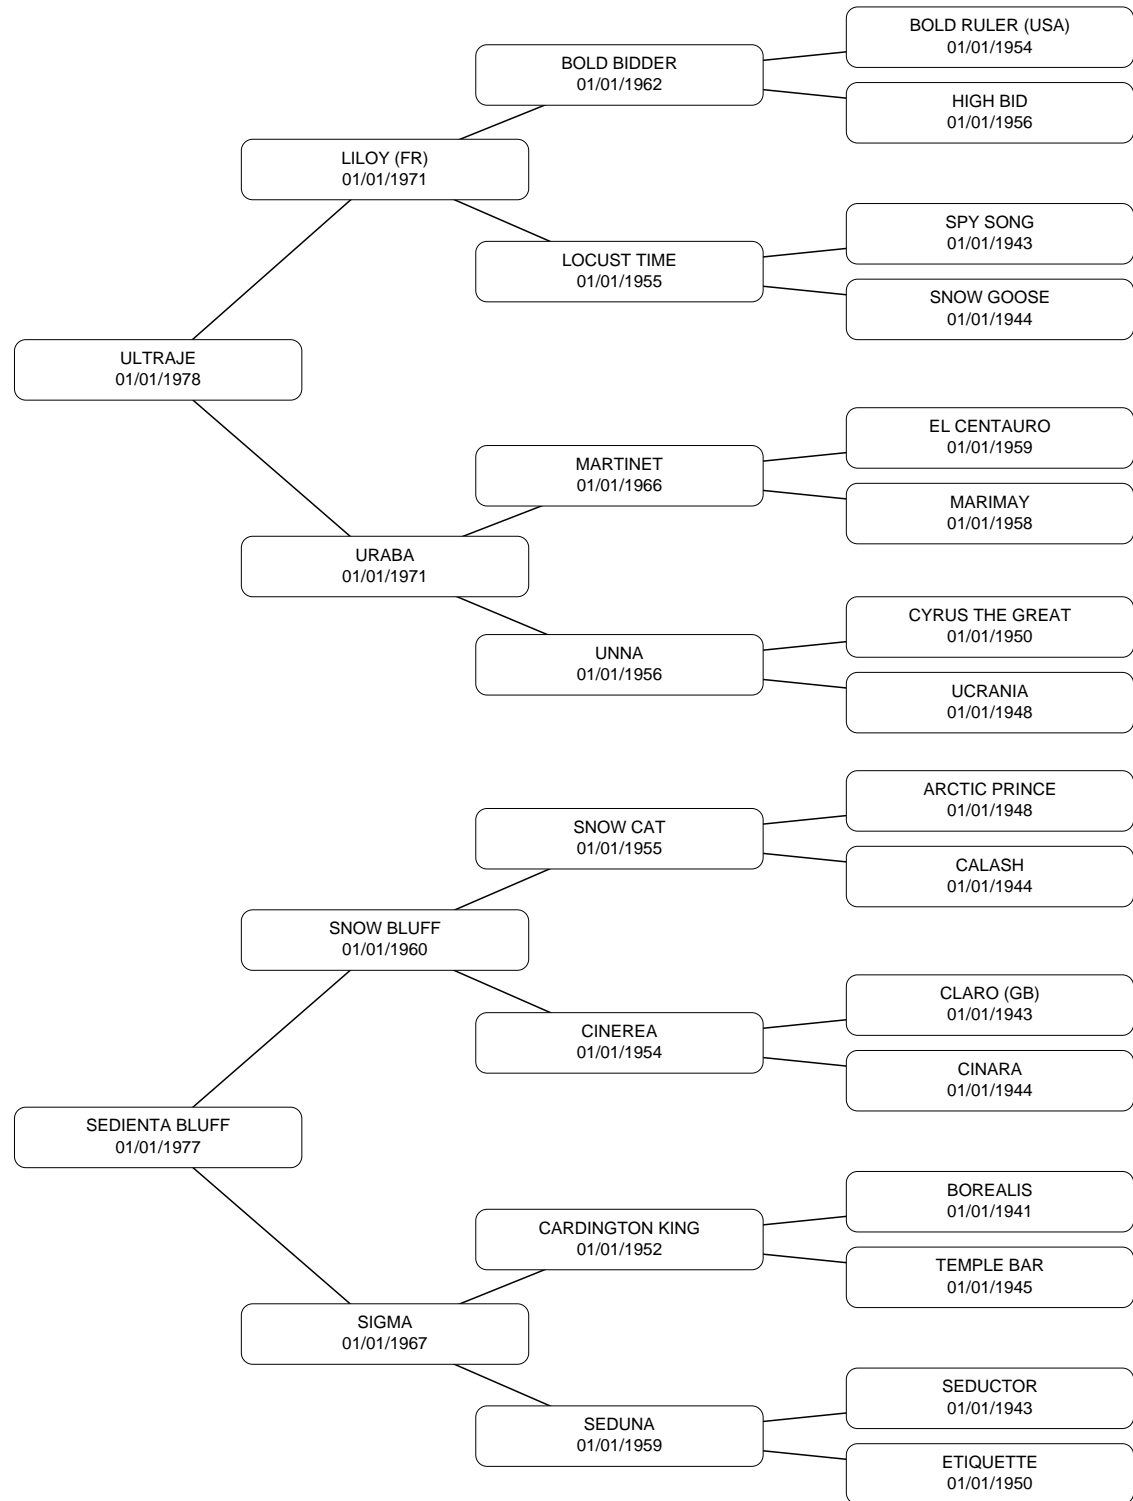 BOLD RULER (USA)
01/01/1954
BOLD BIDDER
01/01/1962
HIGH BID
01/01/1956
LILOY (FR)
01/01/1971
SPY SONG
01/01/1943
LOCUST TIME
01/01/1955
SNOW GOOSE
01/01/1944
ULTRAJE
01/01/1978
EL CENTAURO
01/01/1959
MARTINET
01/01/1966
MARIMAY
01/01/1958
URABA
01/01/1971
CYRUS THE GREAT
01/01/1950
UNNA
01/01/1956
UCRANIA
01/01/1948
ARCTIC PRINCE
01/01/1948
SNOW CAT
01/01/1955
CALASH
01/01/1944
SNOW BLUFF
01/01/1960
CLARO (GB)
01/01/1943
CINEREA
01/01/1954
CINARA
01/01/1944
SEDIENTA BLUFF
01/01/1977
BOREALIS
01/01/1941
CARDINGTON KING
01/01/1952
TEMPLE BAR
01/01/1945
SIGMA
01/01/1967
SEDUCTOR
01/01/1943
SEDUNA
01/01/1959
ETIQUETTE
01/01/1950